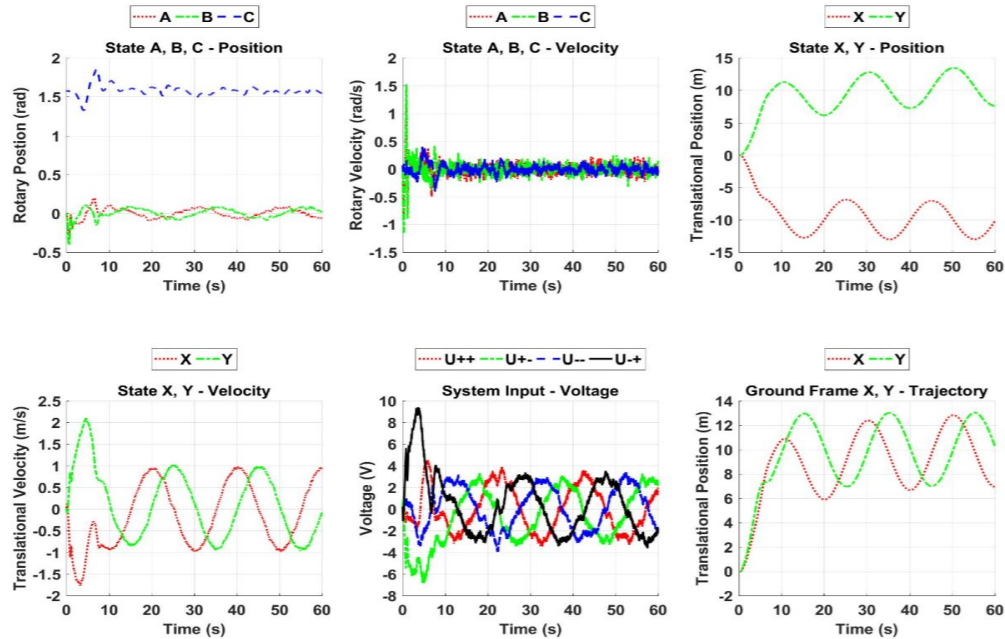 A B C
State A, B, C - Position
Rotary Postion (rad)
2
1.5
1
0.5
0
-0.5
0 10 20 30 40 50 60
Time (s)
A B C
State A, B, C - Velocity
Rotary Velocity (rad/s)
2
1.5
1
0.5
0
-0.5
-1
-1.5
0 10 20 30 40 50 60
Time (s)
X Y
State X, Y - Position
Translational Position (m)
15
10
5
0
-5
-10
-15
0 10 20 30 40 50 60
Time (s)
X Y
State X, Y - Velocity
Translational Velocity (m/s)
2.5
2
1.5
1
0.5
0
-0.5
-1
-1.5
-2
0 10 20 30 40 50 60
Time (s)
U++ U+- U-- U-+
System Input - Voltage
Voltage (V)
10
8
6
4
2
0
-2
-4
-6
-8
0 10 20 30 40 50 60
Time (s)
X Y
Ground Frame X, Y - Trajectory
Translational Position (m)
14
12
10
8
6
4
2
0
0 10 20 30 40 50 60
Time (s)